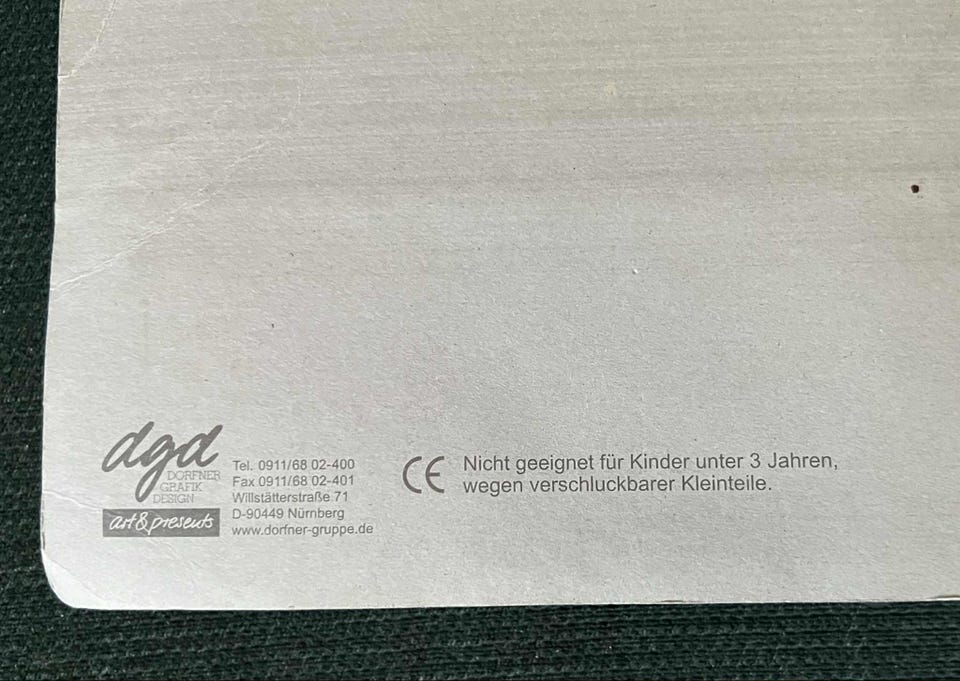 dgd
DORFNER
GRAFIK
DESIGN
art & presents
Tel. 0911/68 02-400
Fax 0911/68 02-401
Willstätterstraße 71
D-90449 Nürnberg
www.dorfner-gruppe.de
CE
Nicht geeignet für Kinder unter 3 Jahren,
wegen verschluckbarer Kleinteile.